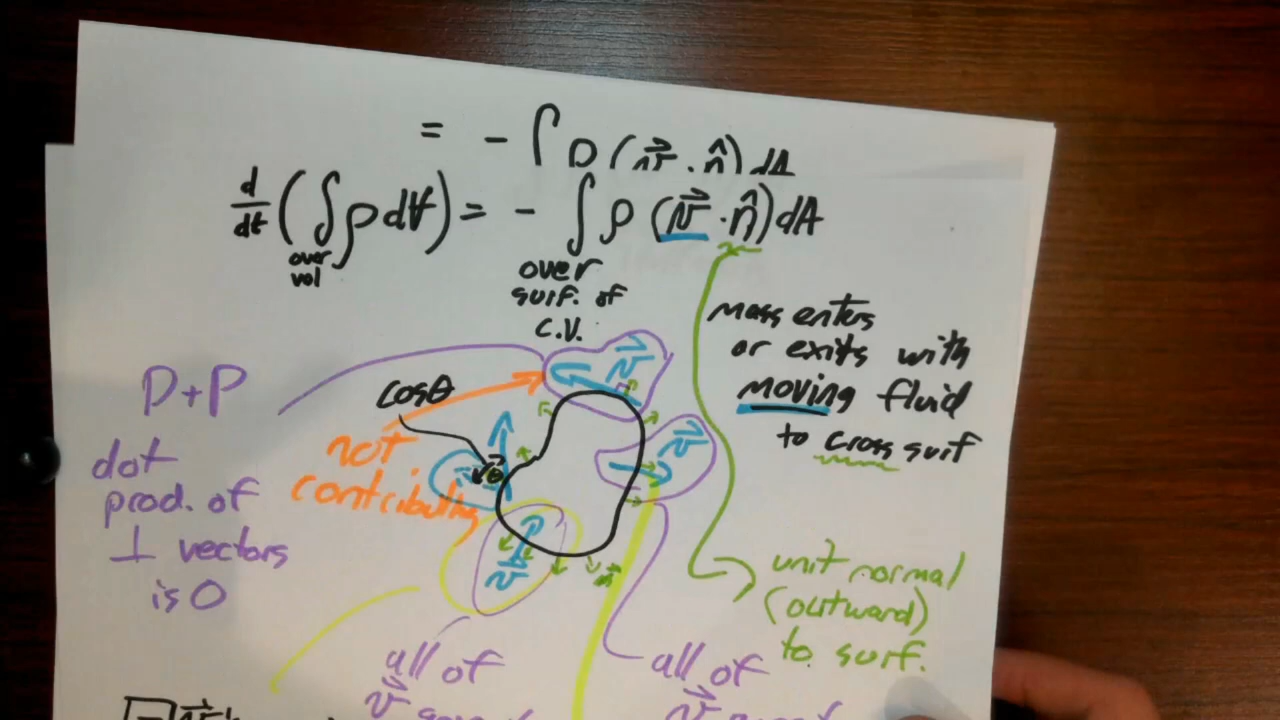 = - ∫ ρ (v⃗ · n̂) dA
d/dt (∫ ρ dV) = - ∫ ρ (v⃗ · n̂) dA
over
vol
over
surf. of
C.V.
mass enters
or exits with
moving fluid
to cross surf
D + P
dot
prod. of
⊥ vectors
is 0
cosθ
not
contributing
v⃗
v⃗
v⃗
θ
n̂
unit normal
(outward)
to surf.
all of
v⃗
all of
v⃗